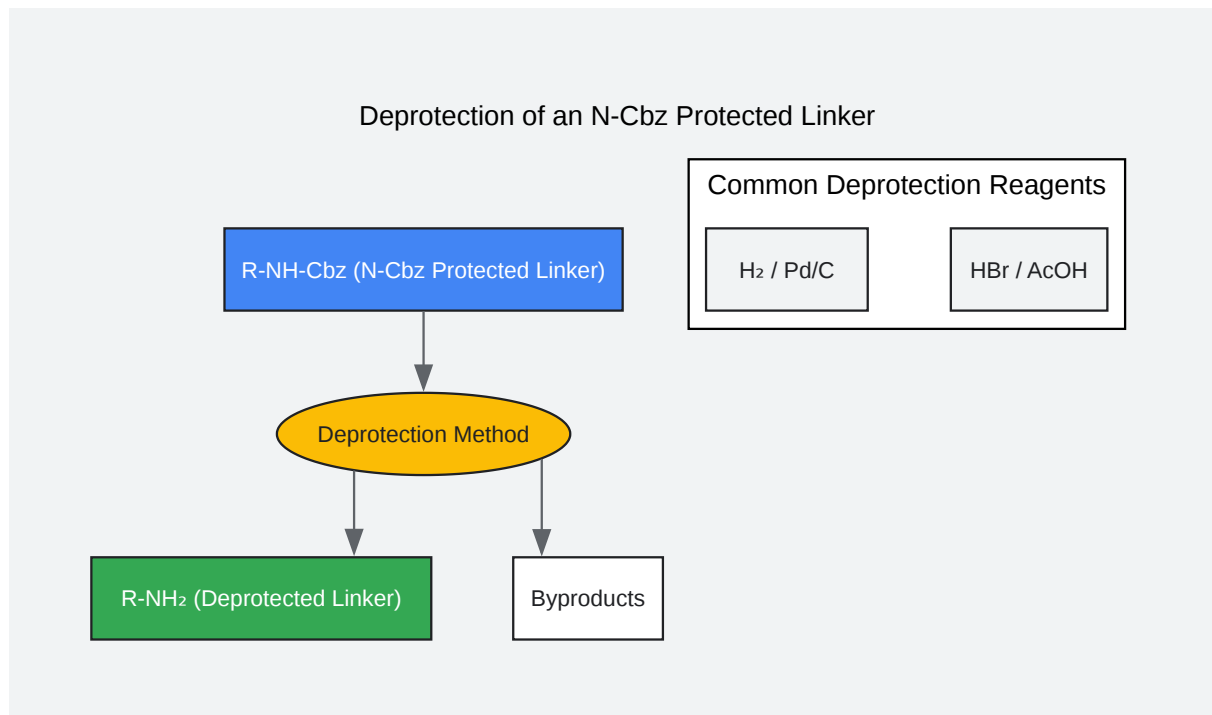 Deprotection of an N-Cbz Protected Linker
Common Deprotection Reagents
R-NH-Cbz (N-Cbz Protected Linker)
H₂ / Pd/C
HBr / AcOH
Deprotection Method
R-NH₂ (Deprotected Linker)
Byproducts